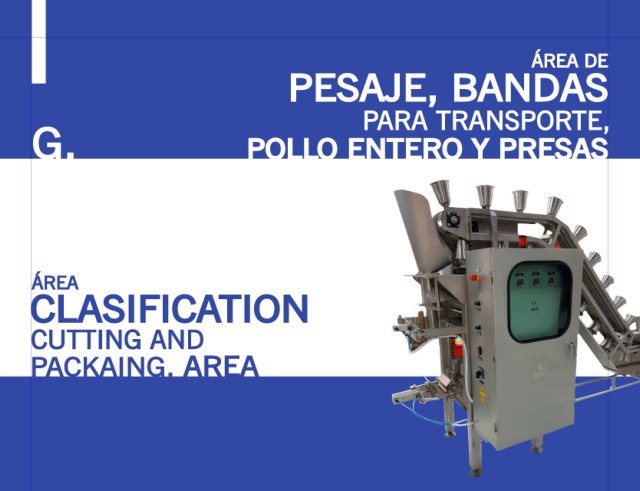 ÁREA DE
PESAJE, BANDAS
PARA TRANSPORTE,
POLLO ENTERO Y PRESAS
G.
ÁREA
CLASIFICATION
CUTTING AND
PACKAING. AREA